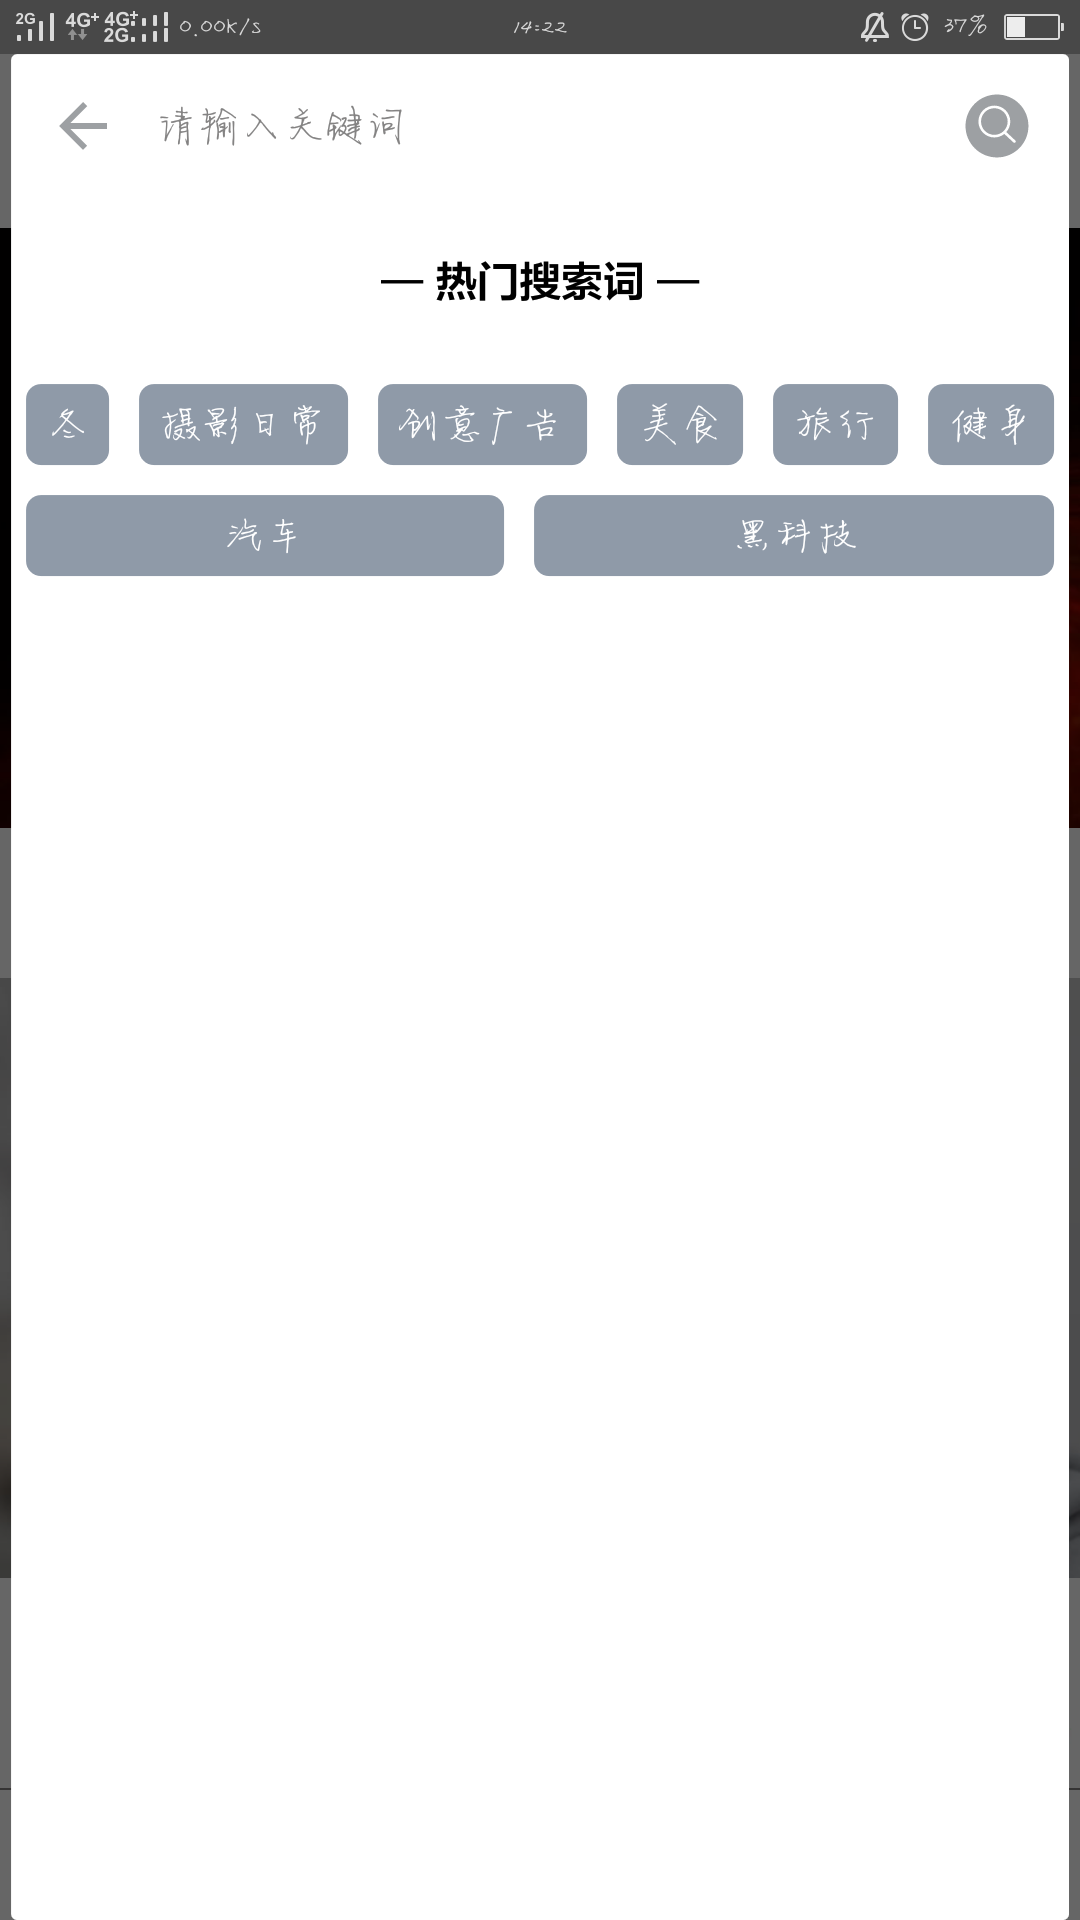 2G 4G+ 4G+ 2G 0.00K/s 14:22 37%
请输入关键词
— 热门搜索词 —
冬 摄影日常 创意广告 美食 旅行 健身
汽车 黑科技